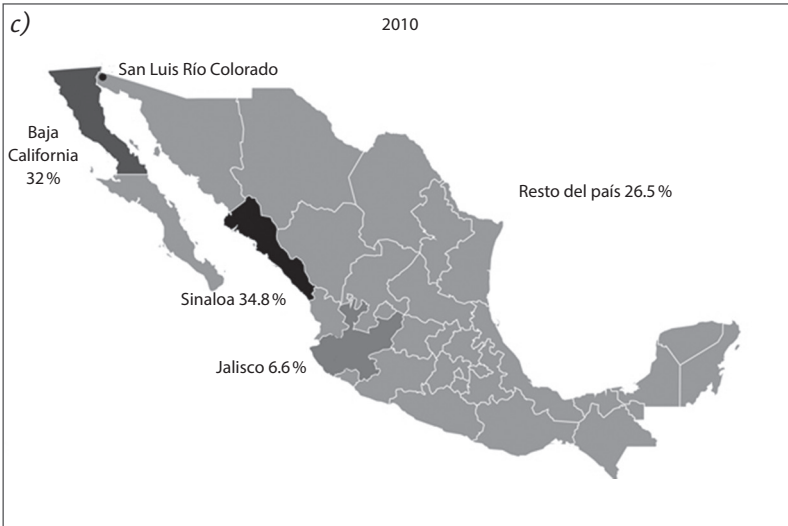 c)
2010
San Luis Río Colorado
Baja
California
32 %
Resto del país 26.5 %
Sinaloa 34.8 %
Jalisco 6.6 %